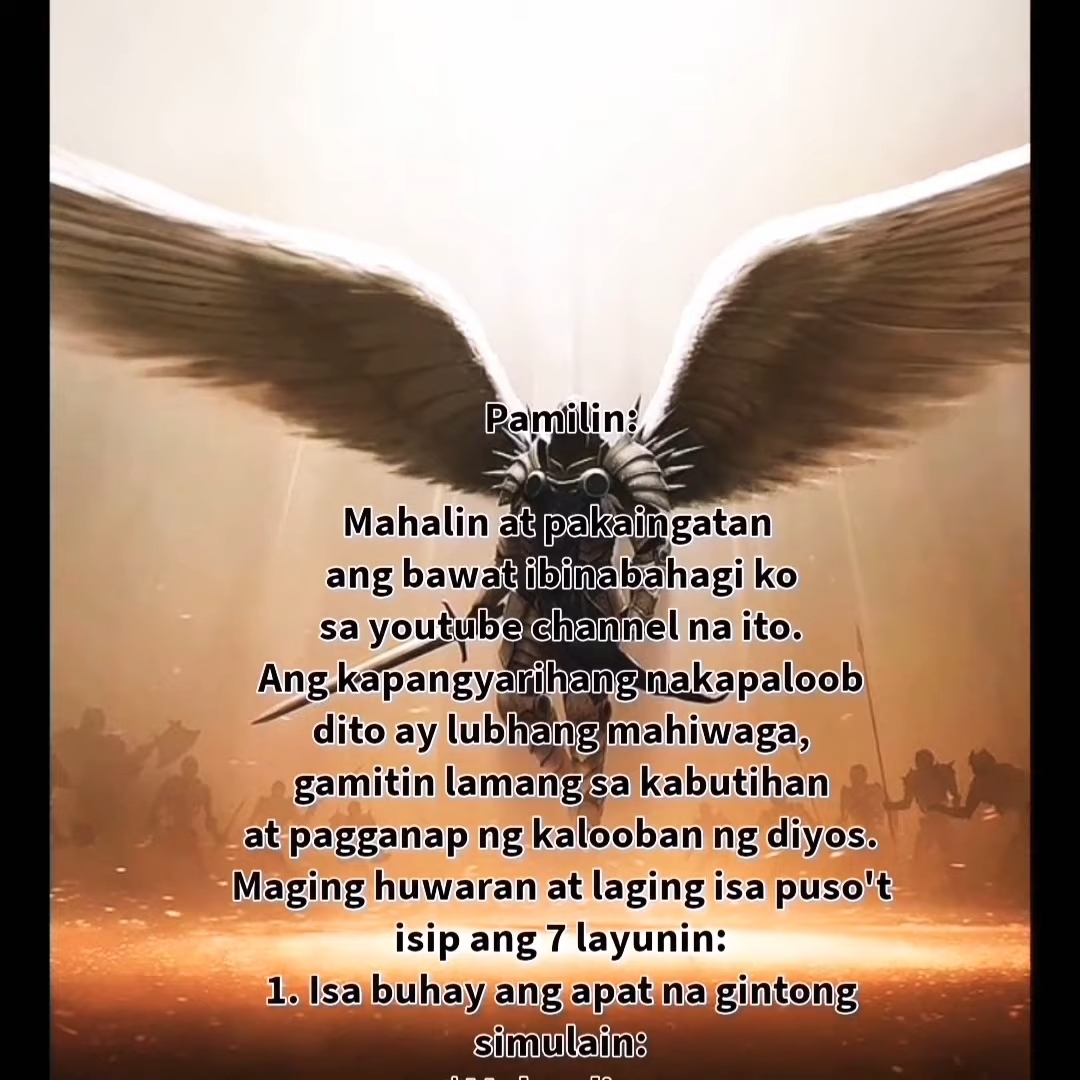 Pamilin:
Mahalin at pakaingatan
ang bawat ibinabahagi ko
sa youtube channel na ito.
Ang kapangyarihang nakapaloob
dito ay lubhang mahiwaga,
gamitin lamang sa kabutihan
at pagganap ng kalooban ng diyos.
Maging huwaran at laging isa puso't
isip ang 7 layunin:
1. Isa buhay ang apat na gintong
simulain: